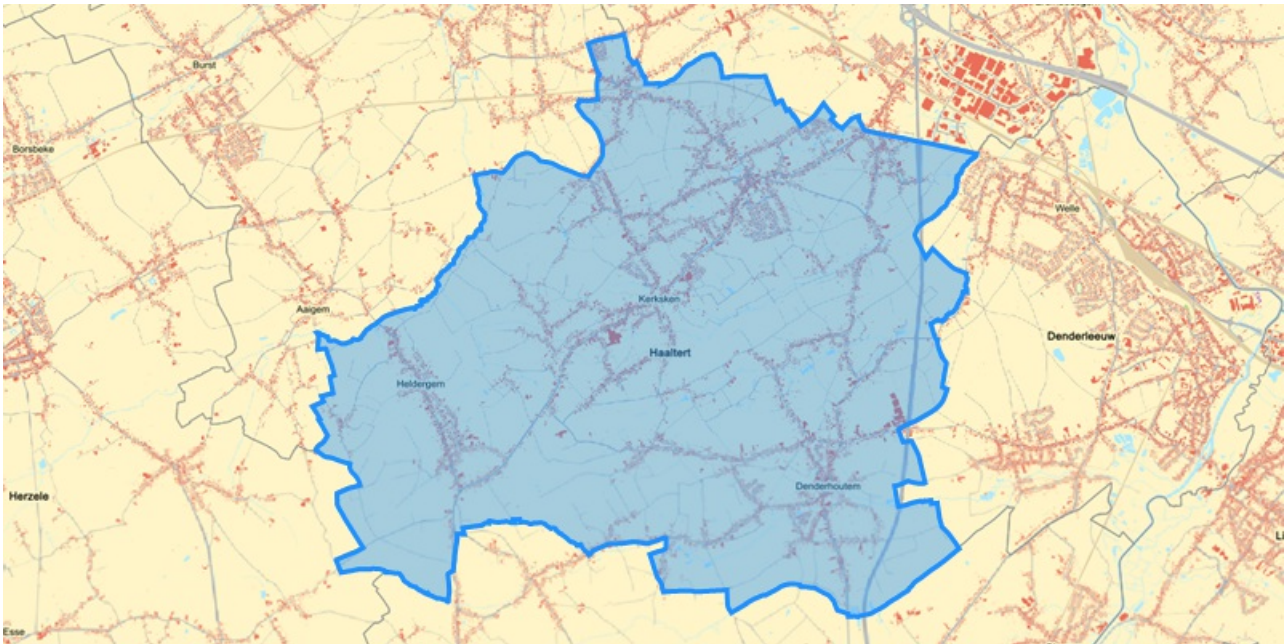 Burst
Borsbeke
Welle
Kerksken
Aaigem
Denderleeuw
Haaltert
Heldergem
Denderhoutem
Herzele
Esse